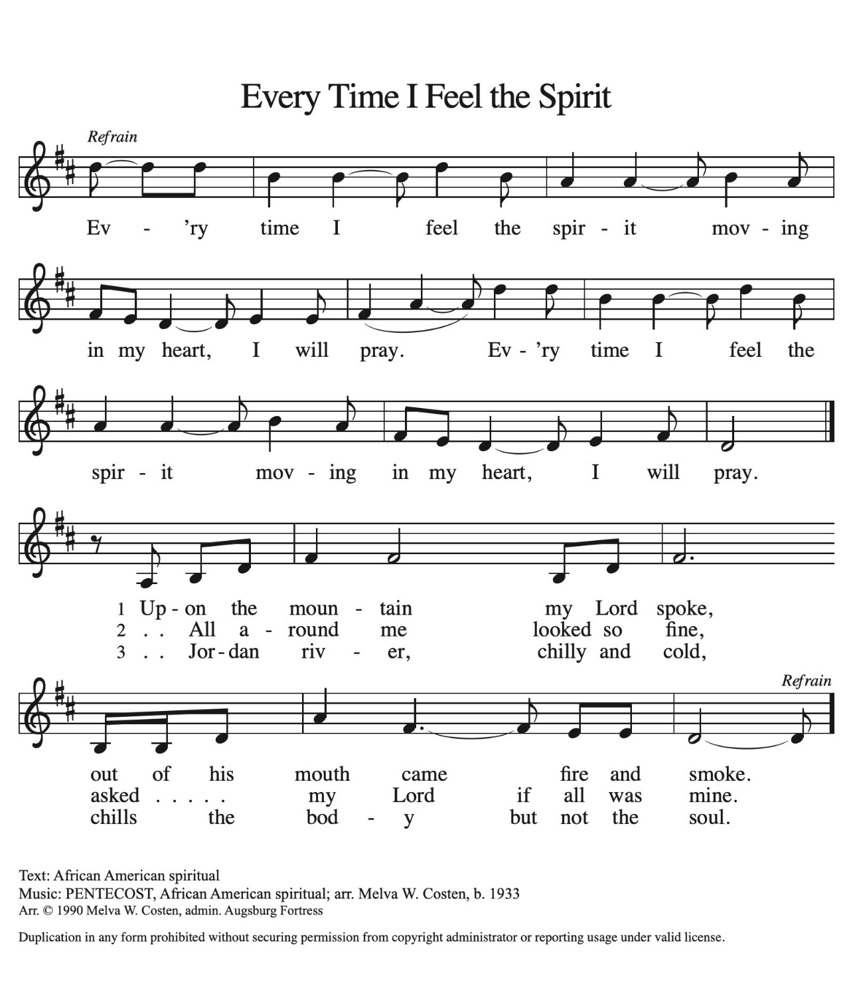 Every Time I Feel the Spirit
Refrain
Ev - ’ry time I feel the spir - it mov - ing
in my heart, I will pray. Ev - ’ry time I feel the
spir - it mov - ing in my heart, I will pray.
1 Up - on the moun - tain my Lord spoke,
2 . . All a - round me looked so fine,
3 . . Jor - dan riv - er, chilly and cold,
Refrain
out of his mouth came fire and smoke.
asked . . . . . my Lord if all was mine.
chills the bod - y but not the soul.
Text: African American spiritual
Music: PENTECOST, African American spiritual; arr. Melva W. Costen, b. 1933
Arr. © 1990 Melva W. Costen, admin. Augsburg Fortress
Duplication in any form prohibited without securing permission from copyright administrator or reporting usage under valid license.